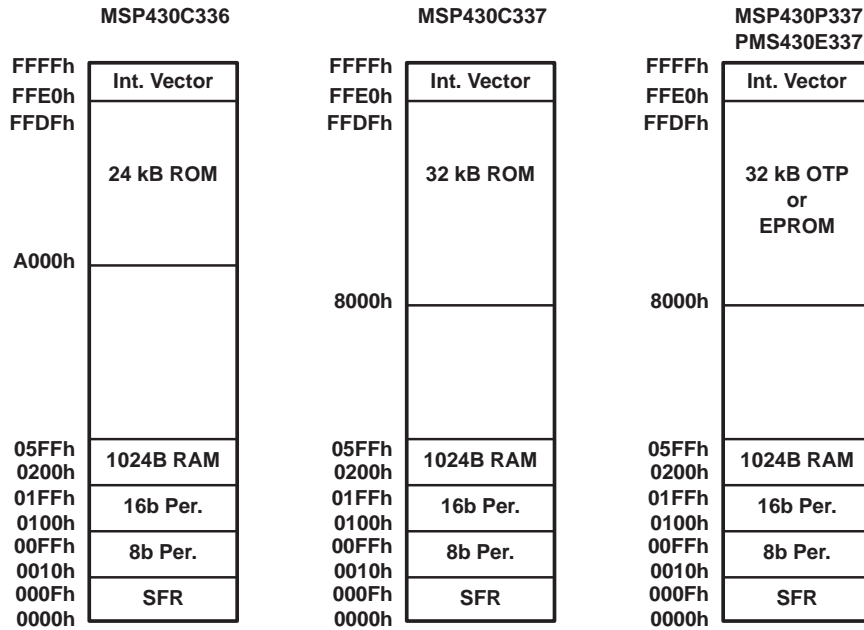 MSP430C336 MSP430C337 MSP430P337
PMS430E337
FFFFh Int. Vector FFFFh Int. Vector FFFFh Int. Vector
FFE0h FFE0h FFE0h
FFDFh FFDFh FFDFh
24 kB ROM 32 kB ROM 32 kB OTP
or
EPROM
A000h
8000h 8000h
05FFh 1024B RAM 05FFh 1024B RAM 05FFh 1024B RAM
0200h 0200h 0200h
01FFh 16b Per. 01FFh 16b Per. 01FFh 16b Per.
0100h 0100h 0100h
00FFh 8b Per. 00FFh 8b Per. 00FFh 8b Per.
0010h 0010h 0010h
000Fh SFR 000Fh SFR 000Fh SFR
0000h 0000h 0000h